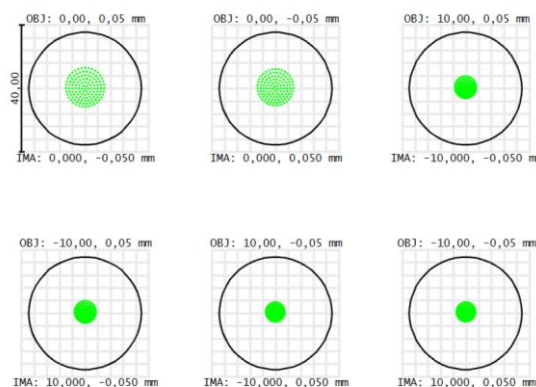 OBJ: 0,00, 0,05 mm
OBJ: 0,00, -0,05 mm
OBJ: 10,00, 0,05 mm
40,00
IMA: 0,000, -0,050 mm
IMA: 0,000, 0,050 mm
IMA: -10,000, -0,050 mm
OBJ: -10,00, 0,05 mm
OBJ: 10,00, -0,05 mm
OBJ: -10,00, -0,05 mm
IMA: 10,000, -0,050 mm
IMA: -10,000, 0,050 mm
IMA: 10,000, 0,050 mm